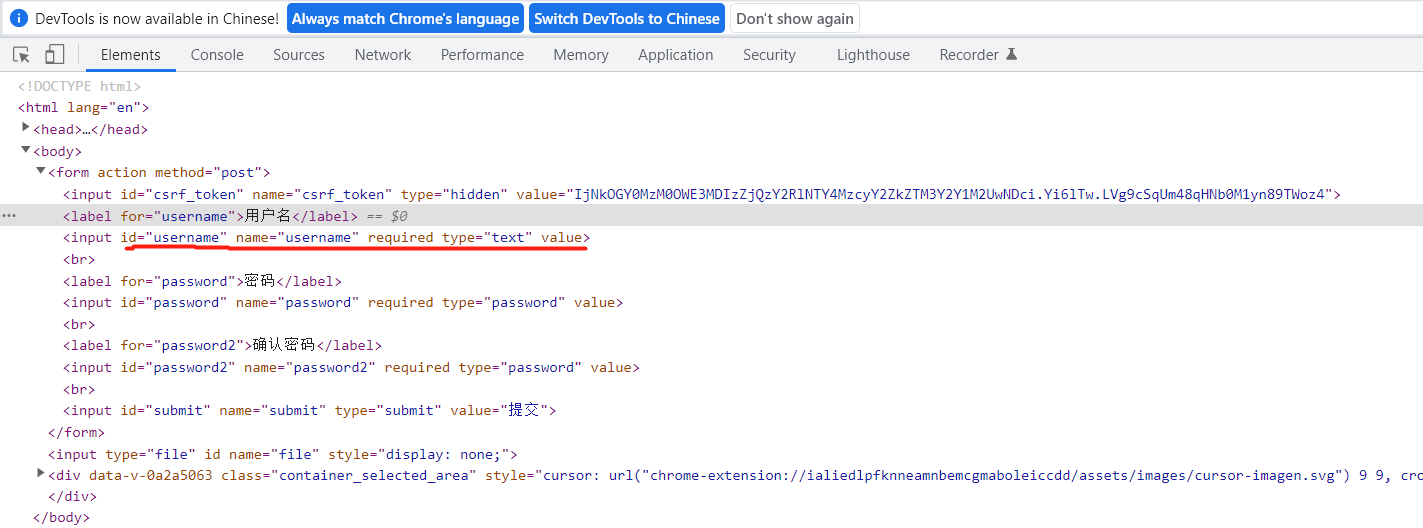 DevTools is now available in Chinese! Always match Chrome's language Switch DevTools to Chinese Don't show again
Elements Console Sources Network Performance Memory Application Security Lighthouse Recorder
<!DOCTYPE html>
<html lang="en">
<head>…</head>
<body>
<form action method="post">
<input id="csrf_token" name="csrf_token" type="hidden" value="IjNkOGY0MzM0OWE3MDIzZjQzY2RlNTY4MzcyY2ZkZTM3Y2Y1M2UwNDci.Yi6lTw.LVg9cSqUm48qHNb0M1yn89TWoz4">
<label for="username">用户名</label> == $0
<input id="username" name="username" required type="text" value>
<br>
<label for="password">密码</label>
<input id="password" name="password" required type="password" value>
<br>
<label for="password2">确认密码</label>
<input id="password2" name="password2" required type="password" value>
<br>
<input id="submit" name="submit" type="submit" value="提交">
</form>
<input type="file" id name="file" style="display: none;">
<div data-v-0a2a5063 class="container_selected_area" style="cursor: url("chrome-extension://ialiedlpfknneamnbemcgmaboleiccdd/assets/images/cursor-imagen.svg") 9 9, cro
</div>
</body>